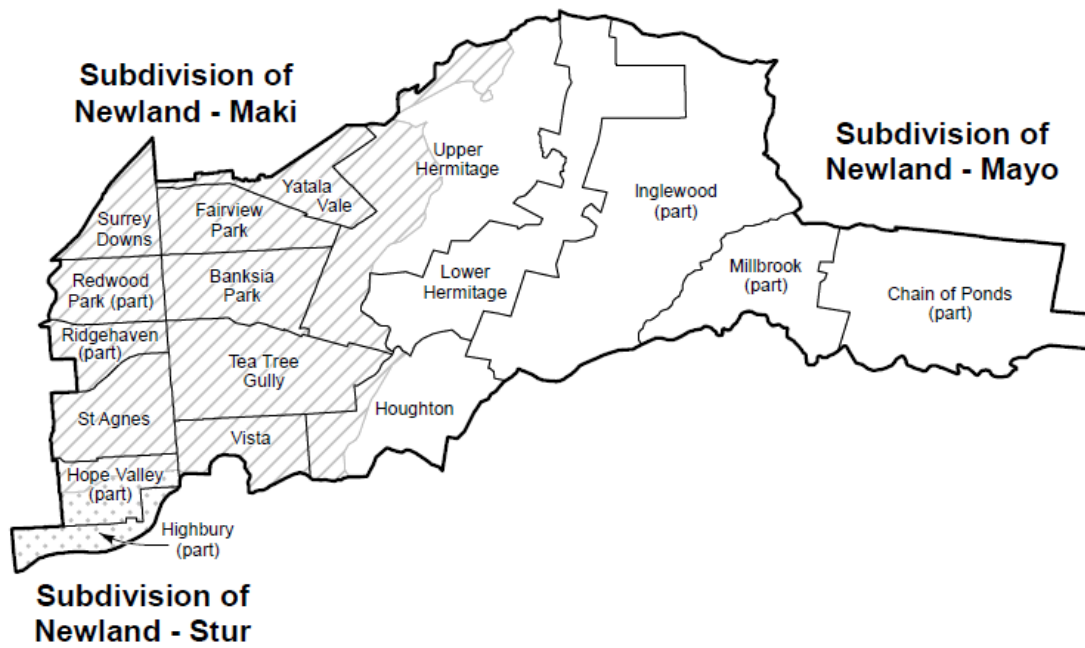 Subdivision of
Newland - Maki
Subdivision of
Newland - Mayo
Upper
Hermitage
Yatala
Vale
Inglewood
(part)
Surrey
Downs
Fairview
Park
Redwood
Park (part)
Banksia
Park
Lower
Hermitage
Millbrook
(part)
Chain of Ponds
(part)
Ridgehaven
(part)
Tea Tree
Gully
St Agnes
Houghton
Vista
Hope Valley
(part)
Highbury
(part)
Subdivision of
Newland - Stur